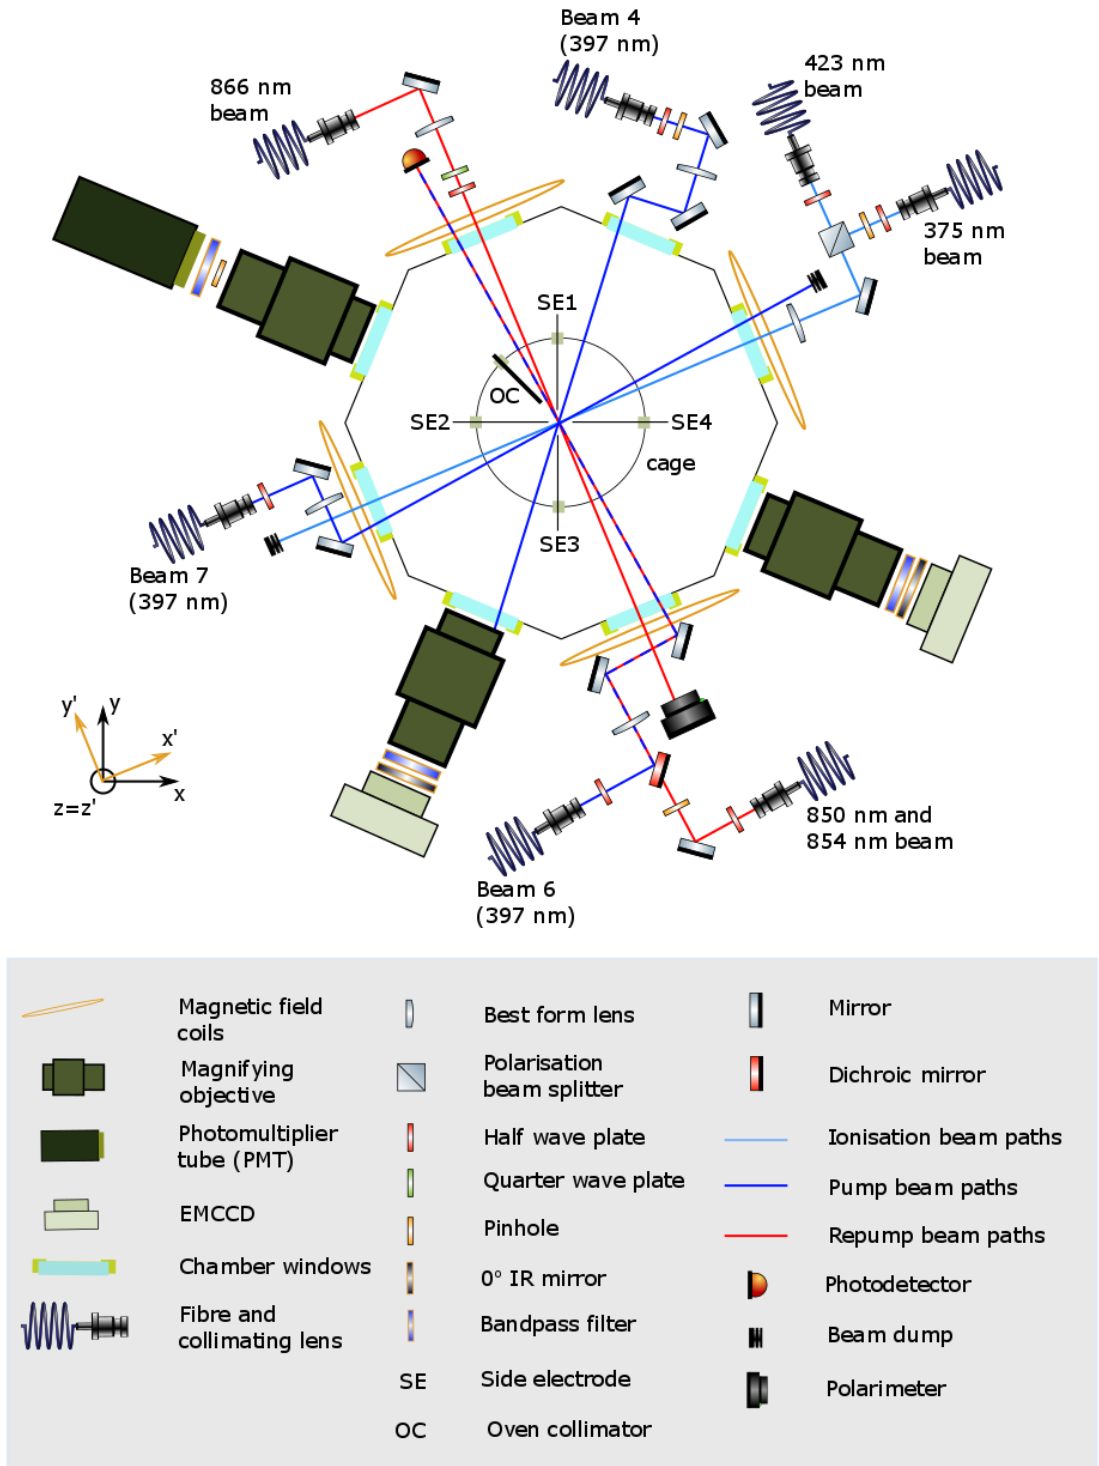 Beam 4
(397 nm)
866 nm
beam
423 nm
beam
375 nm
beam
SE1
OC
SE2
SE4
cage
SE3
Beam 7
(397 nm)
y'
y
x'
x
z=z'
850 nm and
854 nm beam
Beam 6
(397 nm)
Magnetic field
coils
Magnifying
objective
Photomultiplier
tube (PMT)
EMCCD
Chamber windows
Fibre and
collimating lens
Best form lens
Polarisation
beam splitter
Half wave plate
Quarter wave plate
Pinhole
0° IR mirror
Bandpass filter
SE
Side electrode
OC
Oven collimator
Mirror
Dichroic mirror
Ionisation beam paths
Pump beam paths
Repump beam paths
Photodetector
Beam dump
Polarimeter